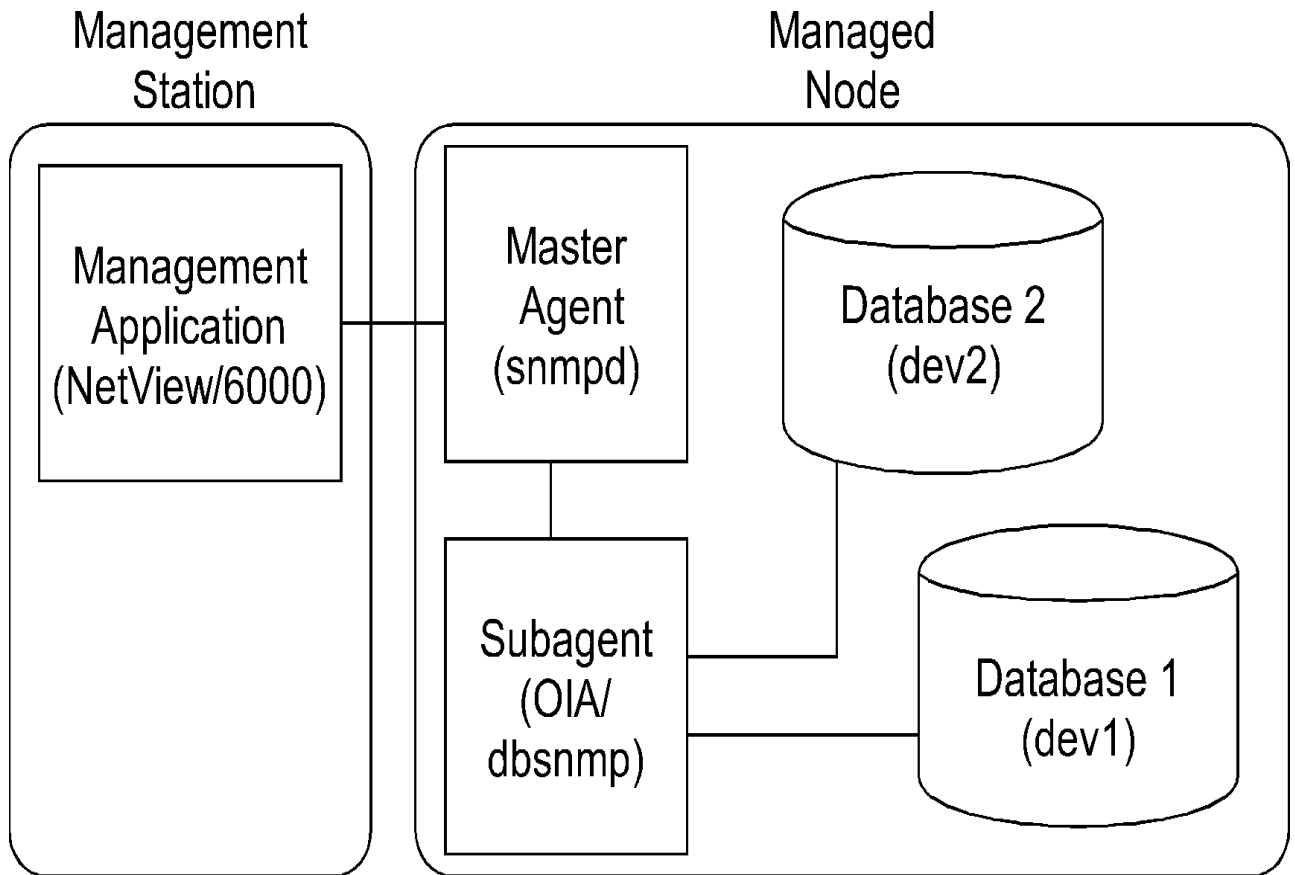 Management
Station
Managed
Node
Management
Application
(NetView/6000)
Master
Agent
(snmpd)
Database 2
(dev2)
Subagent
(OIA/
dbsnmp)
Database 1
(dev1)